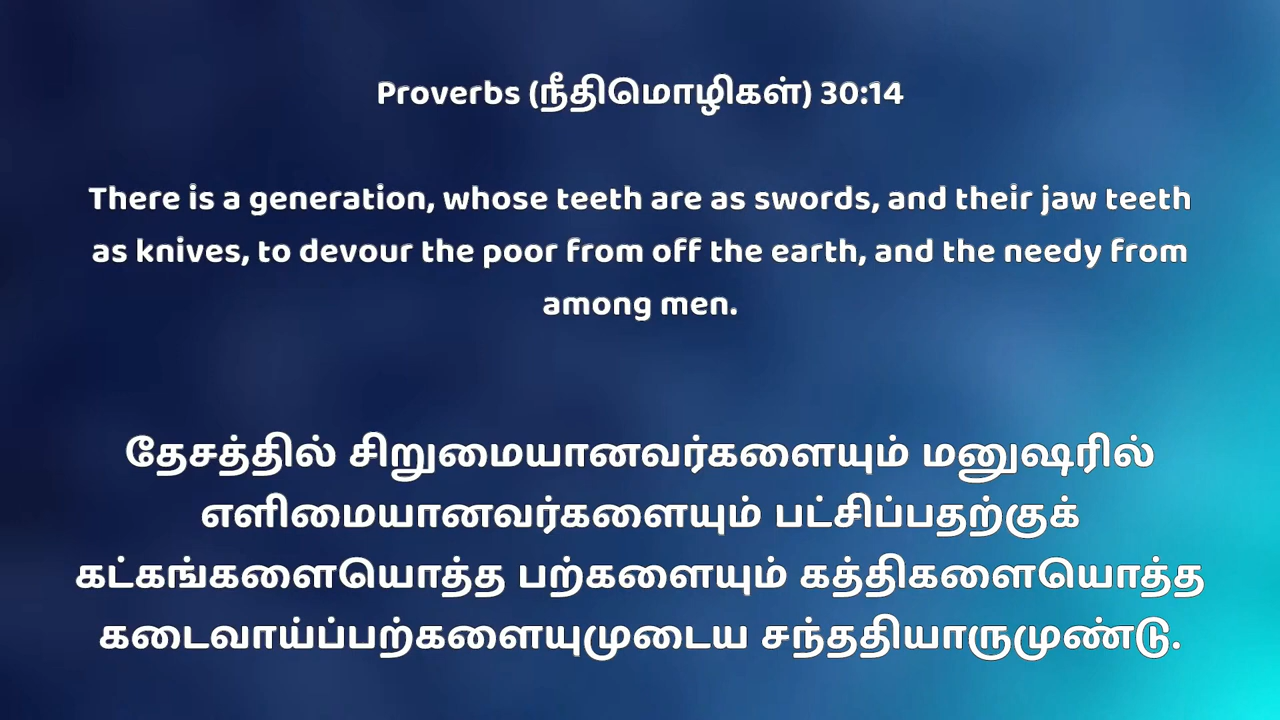 Proverbs (நீதிமொழிகள்) 30:14
There is a generation, whose teeth are as swords, and their jaw teeth
as knives, to devour the poor from off the earth, and the needy from
among men.
தேசத்தில் சிறுமையானவர்களையும் மனுஷரில்
எளிமையானவர்களையும் பட்சிப்பதற்குக்
கட்கங்களையொத்த பற்களையும் கத்திகளையொத்த
கடைவாய்ப்பற்களையுமுடைய சந்ததியாருமுண்டு.